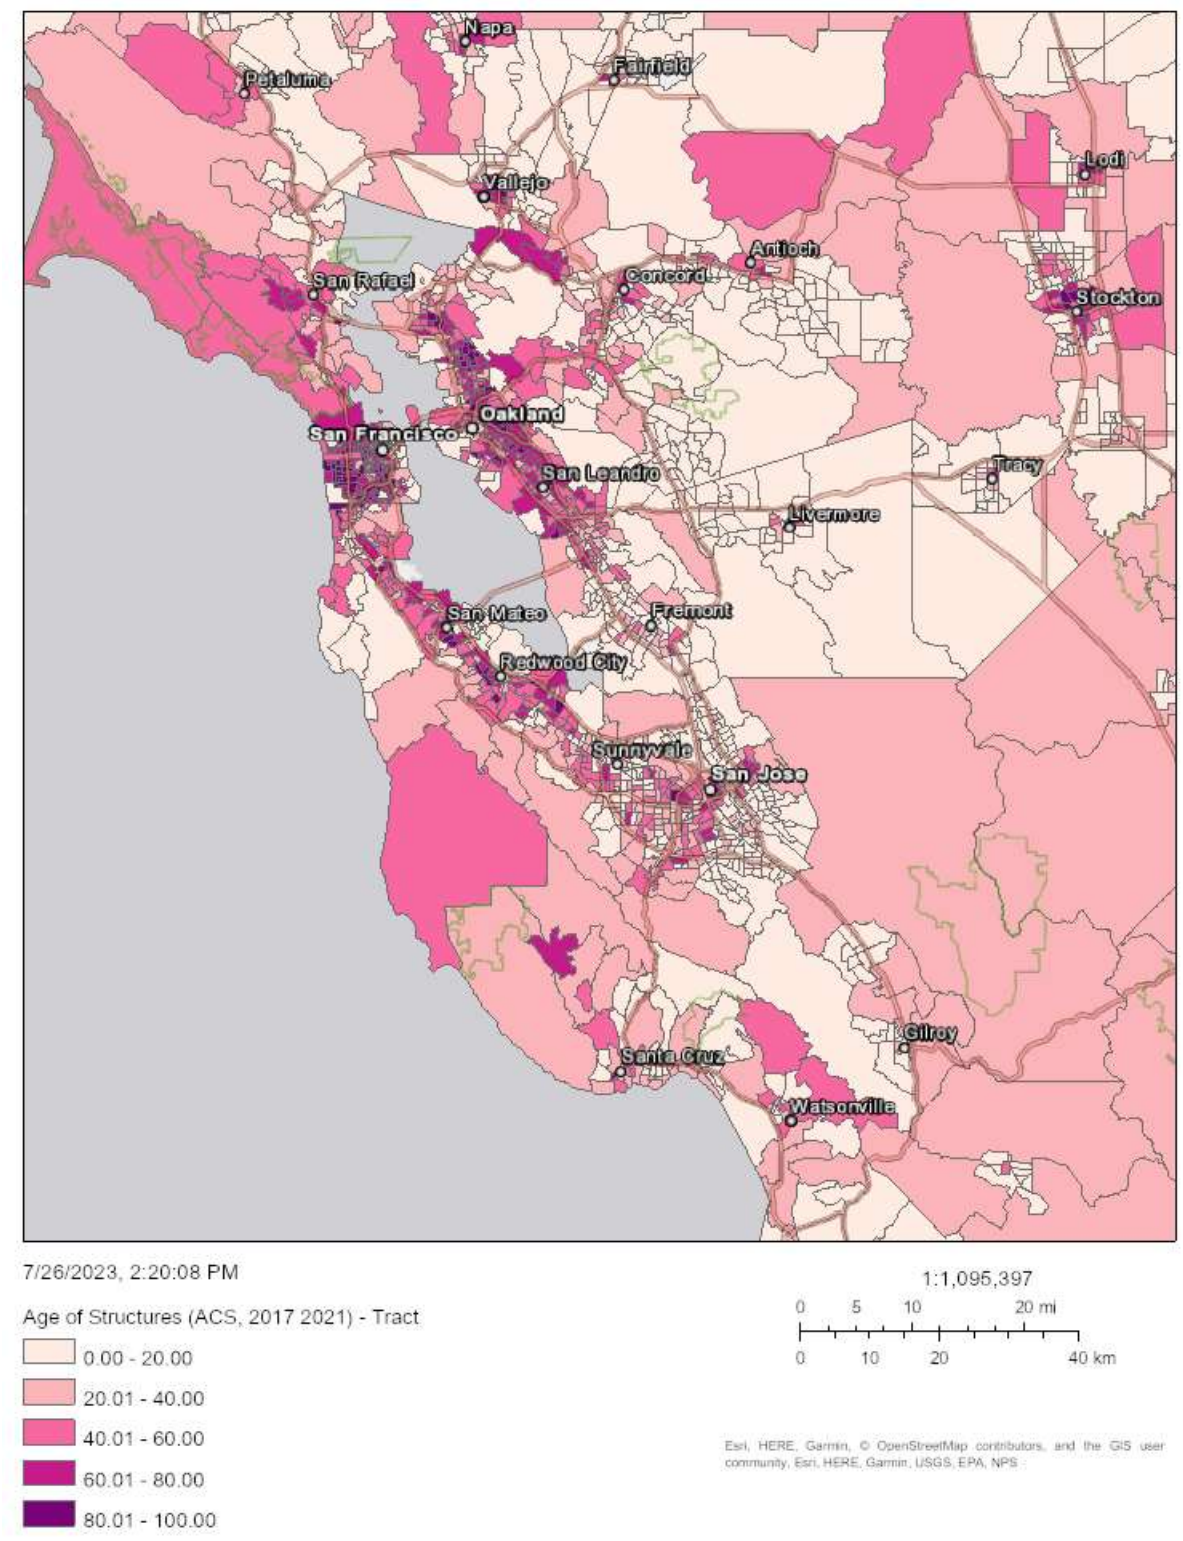 Napa
Fairfield
Petaluma
Lodi
Vallejo
Antioch
San Rafael
Concord
Stockton
Oakland
San Francisco
San Leandro
Tracy
Livermore
San Mateo
Fremont
Redwood City
Sunnyvale
San Jose
Gilroy
Santa Cruz
Watsonville
7/26/2023, 2:20:08 PM
1:1,095,397
Age of Structures (ACS, 2017 2021) - Tract
0 5 10 20 mi
0 10 20 40 km
0.00 - 20.00
20.01 - 40.00
40.01 - 60.00
60.01 - 80.00
80.01 - 100.00
Esri, HERE, Garmin, © OpenStreetMap contributors, and the GIS user
community, Esri, HERE, Garmin, USGS, EPA, NPS